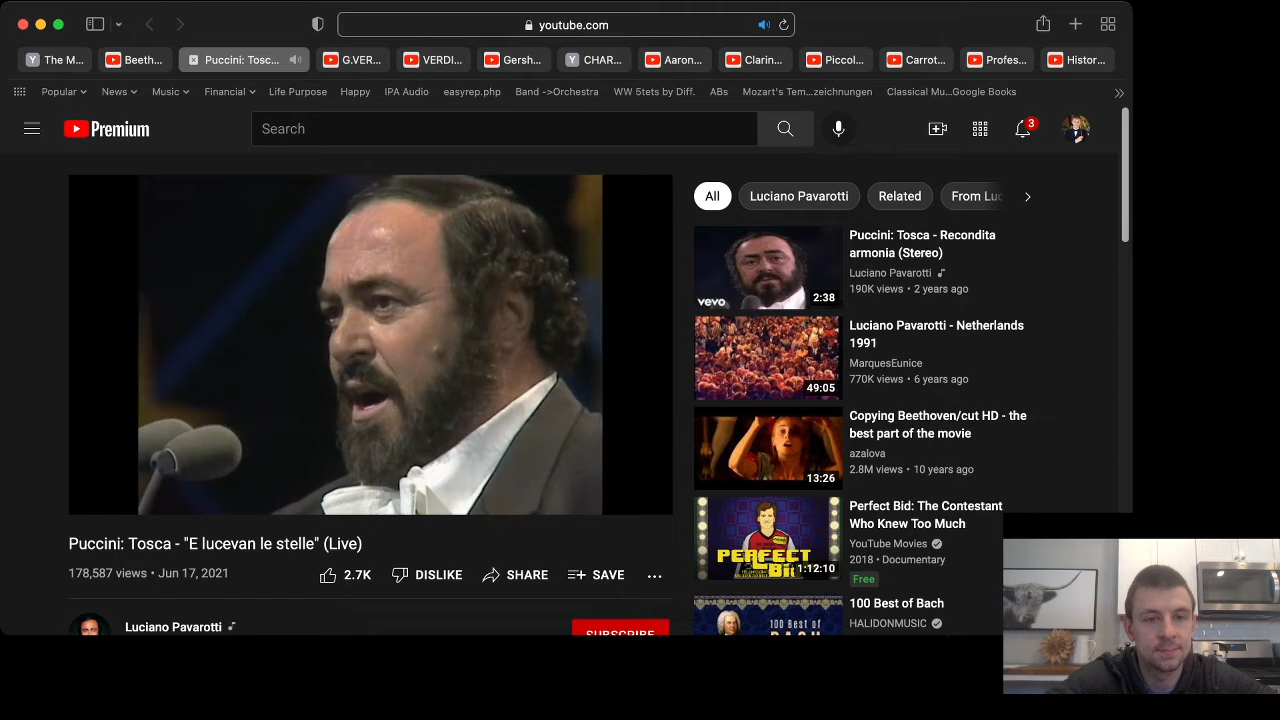 youtube.com
The M...
Beeth...
Puccini: Tosc...
G.VER...
VERDI...
Gersh...
CHAR...
Aaron...
Clarin...
Piccol...
Carrot...
Profes...
Histor...
Popular
News
Music
Financial
Life Purpose
Happy
IPA Audio
easyrep.php
Band ->Orchestra
WW 5tets by Diff.
ABs
Mozart's Tem...zeichnungen
Classical Mu...Google Books
Premium
Search
3
All
Luciano Pavarotti
Related
From Luc
vevo
2:38
Puccini: Tosca - Recondita
armonia (Stereo)
Luciano Pavarotti
190K views • 2 years ago
49:05
Luciano Pavarotti - Netherlands
1991
MarquesEunice
770K views • 6 years ago
13:26
Copying Beethoven/cut HD - the
best part of the movie
azalova
2.8M views • 10 years ago
PERFECT
Bid
1:12:10
Perfect Bid: The Contestant
Who Knew Too Much
YouTube Movies
2018 • Documentary
Free
100 Best of
BACH
100 Best of Bach
HALIDONMUSIC
Puccini: Tosca - "E lucevan le stelle" (Live)
178,587 views • Jun 17, 2021
2.7K
DISLIKE
SHARE
SAVE
Luciano Pavarotti
SUBSCRIBE